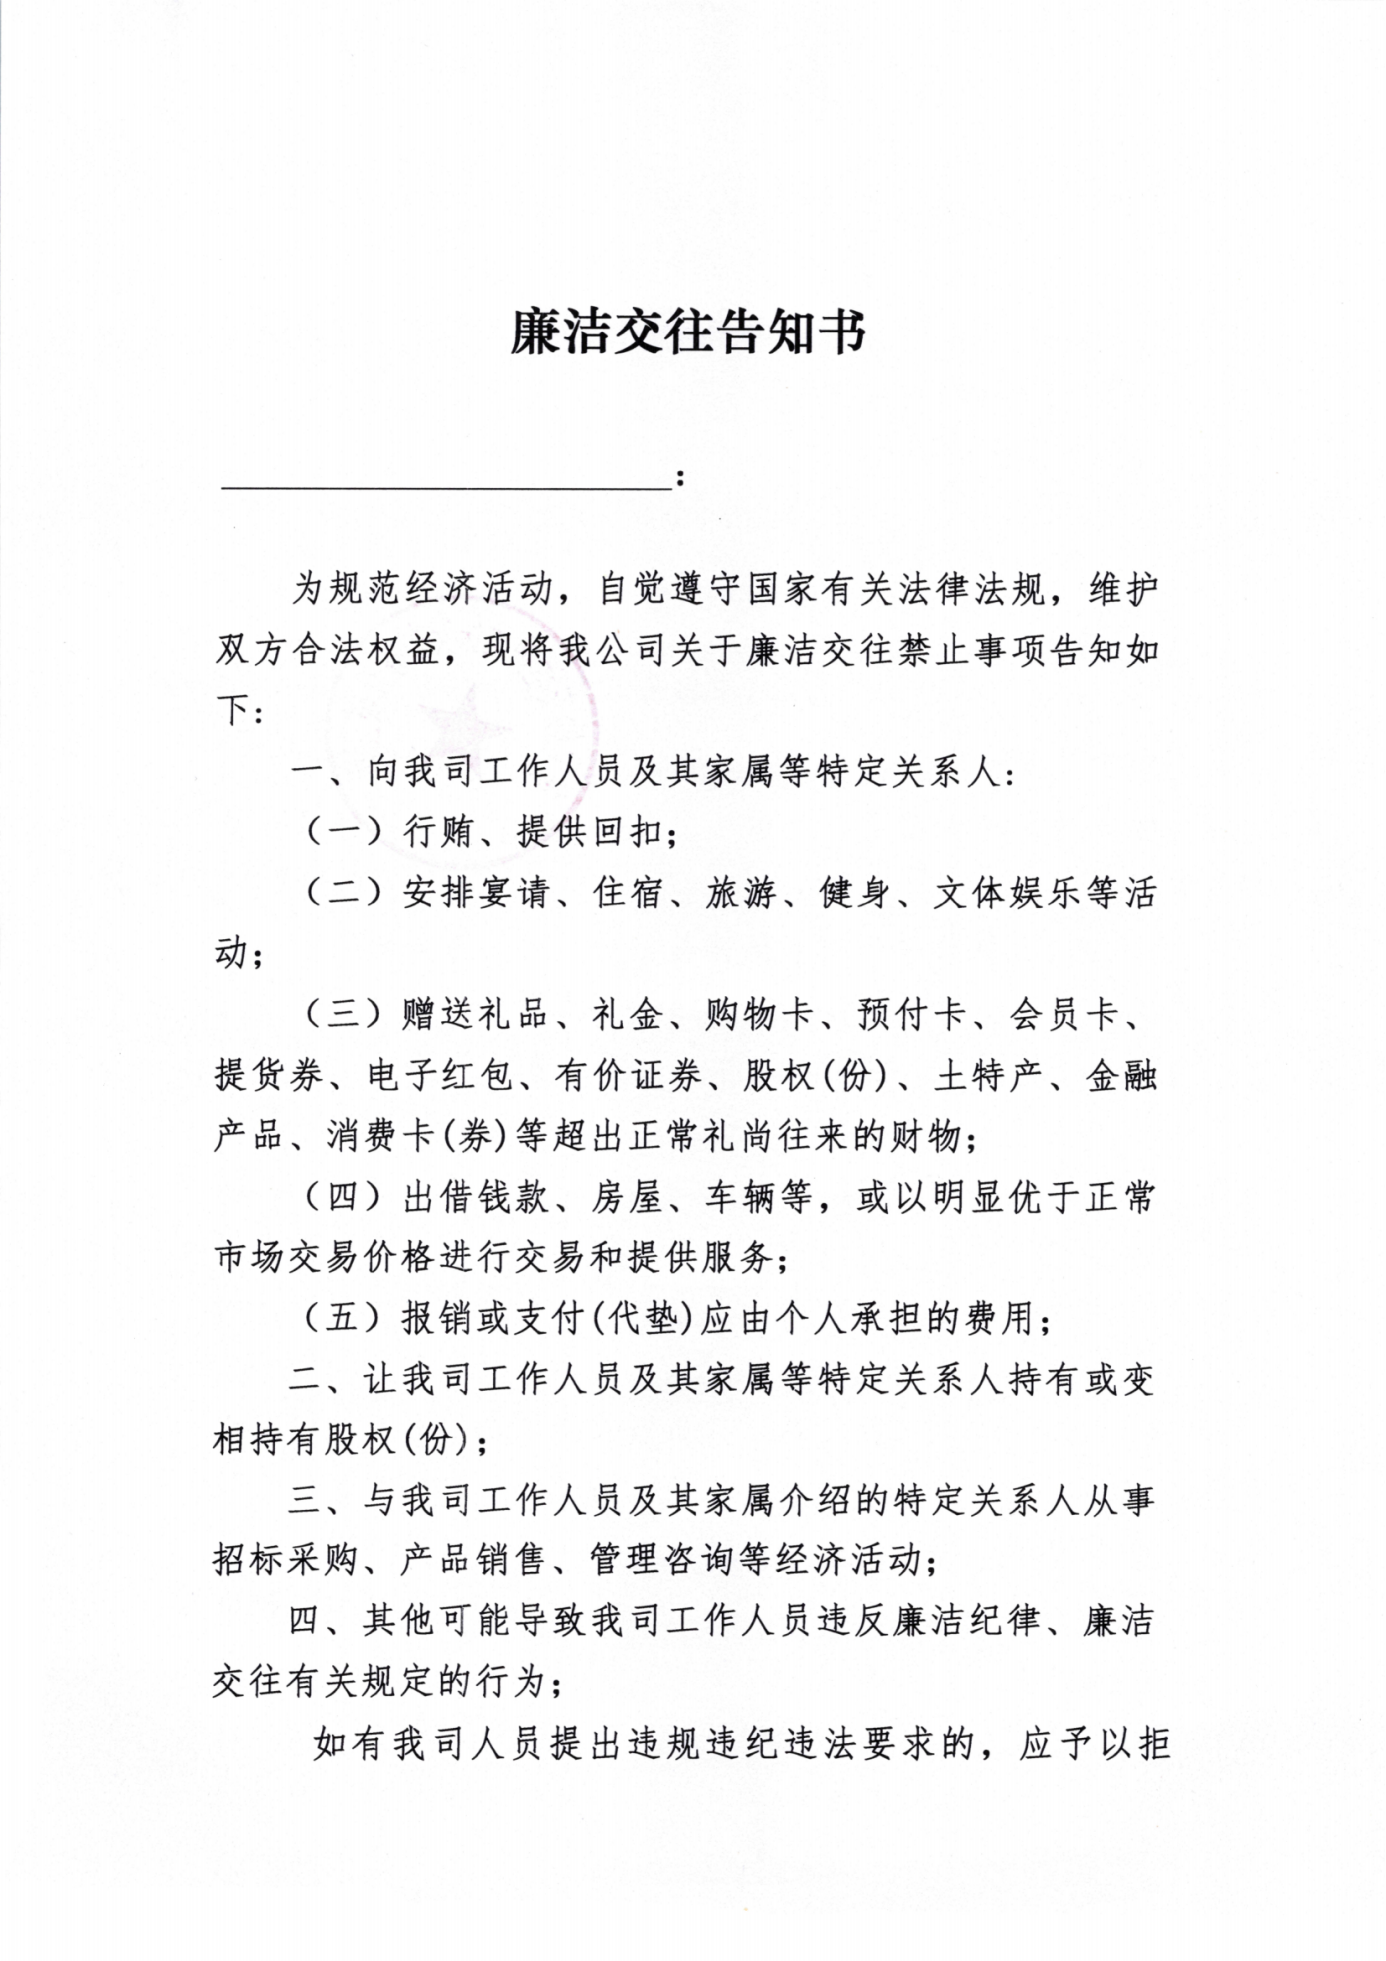 廉洁交往告知书
：
为规范经济活动，自觉遵守国家有关法律法规，维护
双方合法权益，现将我公司关于廉洁交往禁止事项告知如
下：
一、向我司工作人员及其家属等特定关系人：
（一）行贿、提供回扣；
（二）安排宴请、住宿、旅游、健身、文体娱乐等活
动；
（三）赠送礼品、礼金、购物卡、预付卡、会员卡、
提货券、电子红包、有价证券、股权(份)、土特产、金融
产品、消费卡(券)等超出正常礼尚往来的财物；
（四）出借钱款、房屋、车辆等，或以明显优于正常
市场交易价格进行交易和提供服务；
（五）报销或支付(代垫)应由个人承担的费用；
二、让我司工作人员及其家属等特定关系人持有或变
相持有股权(份)；
三、与我司工作人员及其家属介绍的特定关系人从事
招标采购、产品销售、管理咨询等经济活动；
四、其他可能导致我司工作人员违反廉洁纪律、廉洁
交往有关规定的行为；
如有我司人员提出违规违纪违法要求的，应予以拒